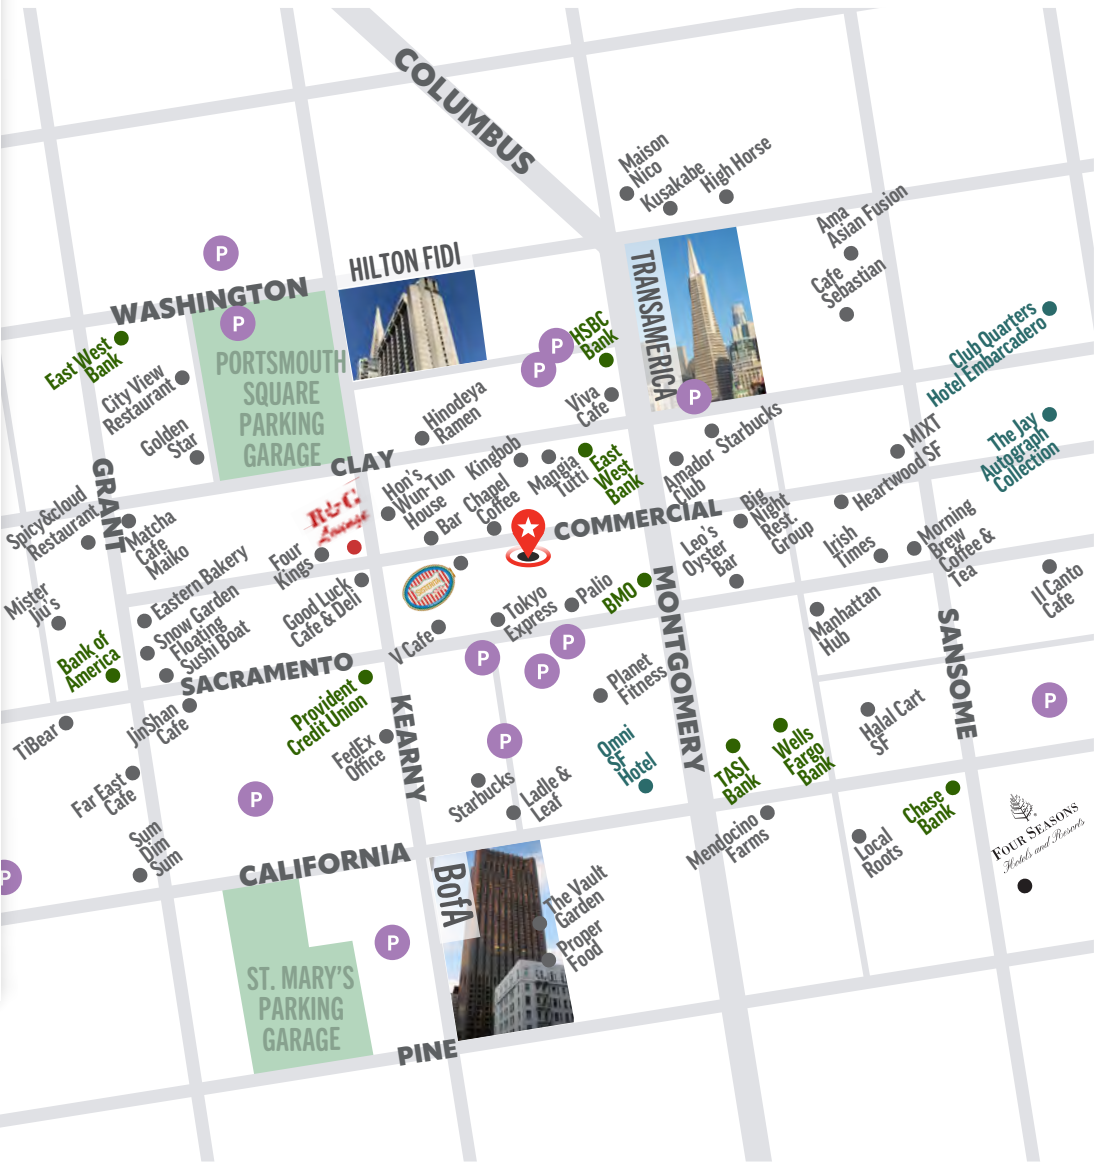 COLUMBUS
Maison
Nico
Kusakabe
High Horse
Ama
Asian Fusion
Cafe
Sebastian
P
HILTON FIDI
WASHINGTON
P
TRANSAMERICA
Club Quarters
Hotel Embarcadero
East West
Bank
City View
Restaurant
PORTSMOUTH
SQUARE
PARKING
GARAGE
P
P
HSBC
Bank
Viva
Cafe
P
Golden
Star
Hinodeya
Ramen
Starbucks
MIXT
The Jay
Autograph
Collection
GRANT
CLAY
Kingbob
Mangia
Tutti
East
West
Bank
Amador
Club
Heartwood SF
Spicy&cloud
Restaurant
Matcha
Cafe
Maiko
R&G
Lounge
Hon's
Wun-Tun
House
Bar
Chapel
Coffee
COMMERCIAL
Leo's
Oyster
Bar
Big
Night
Rest.
Group
Irish
Times
Morning
Brew
Coffee &
Tea
Mister
Jiu's
Eastern Bakery
Four
Kings
Good Luck
Cafe & Deli
Snow Garden
Floating
Sushi Boat
V Cafe
Tokyo
Express
Palio
BMO
Manhattan
Hub
Il Canto
Cafe
Bank of
America
SACRAMENTO
P
P
P
MONTGOMERY
SANSOME
Provident
Credit Union
Planet
Fitness
TiBear
JinShan
Cafe
KEARNY
FedEx
Office
P
Omni
SF
Hotel
TASI
Bank
Wells
Fargo
Bank
Halal Cart
SF
P
Far East
Cafe
P
Starbucks
Ladle &
Leaf
Mendocino
Farms
Local
Roots
Chase
Bank
FOUR SEASONS
Hotels and Resorts
Sum
Dim
Sum
P
CALIFORNIA
BofA
The Vault
Garden
Proper
Food
P
ST. MARY'S
PARKING
GARAGE
PINE